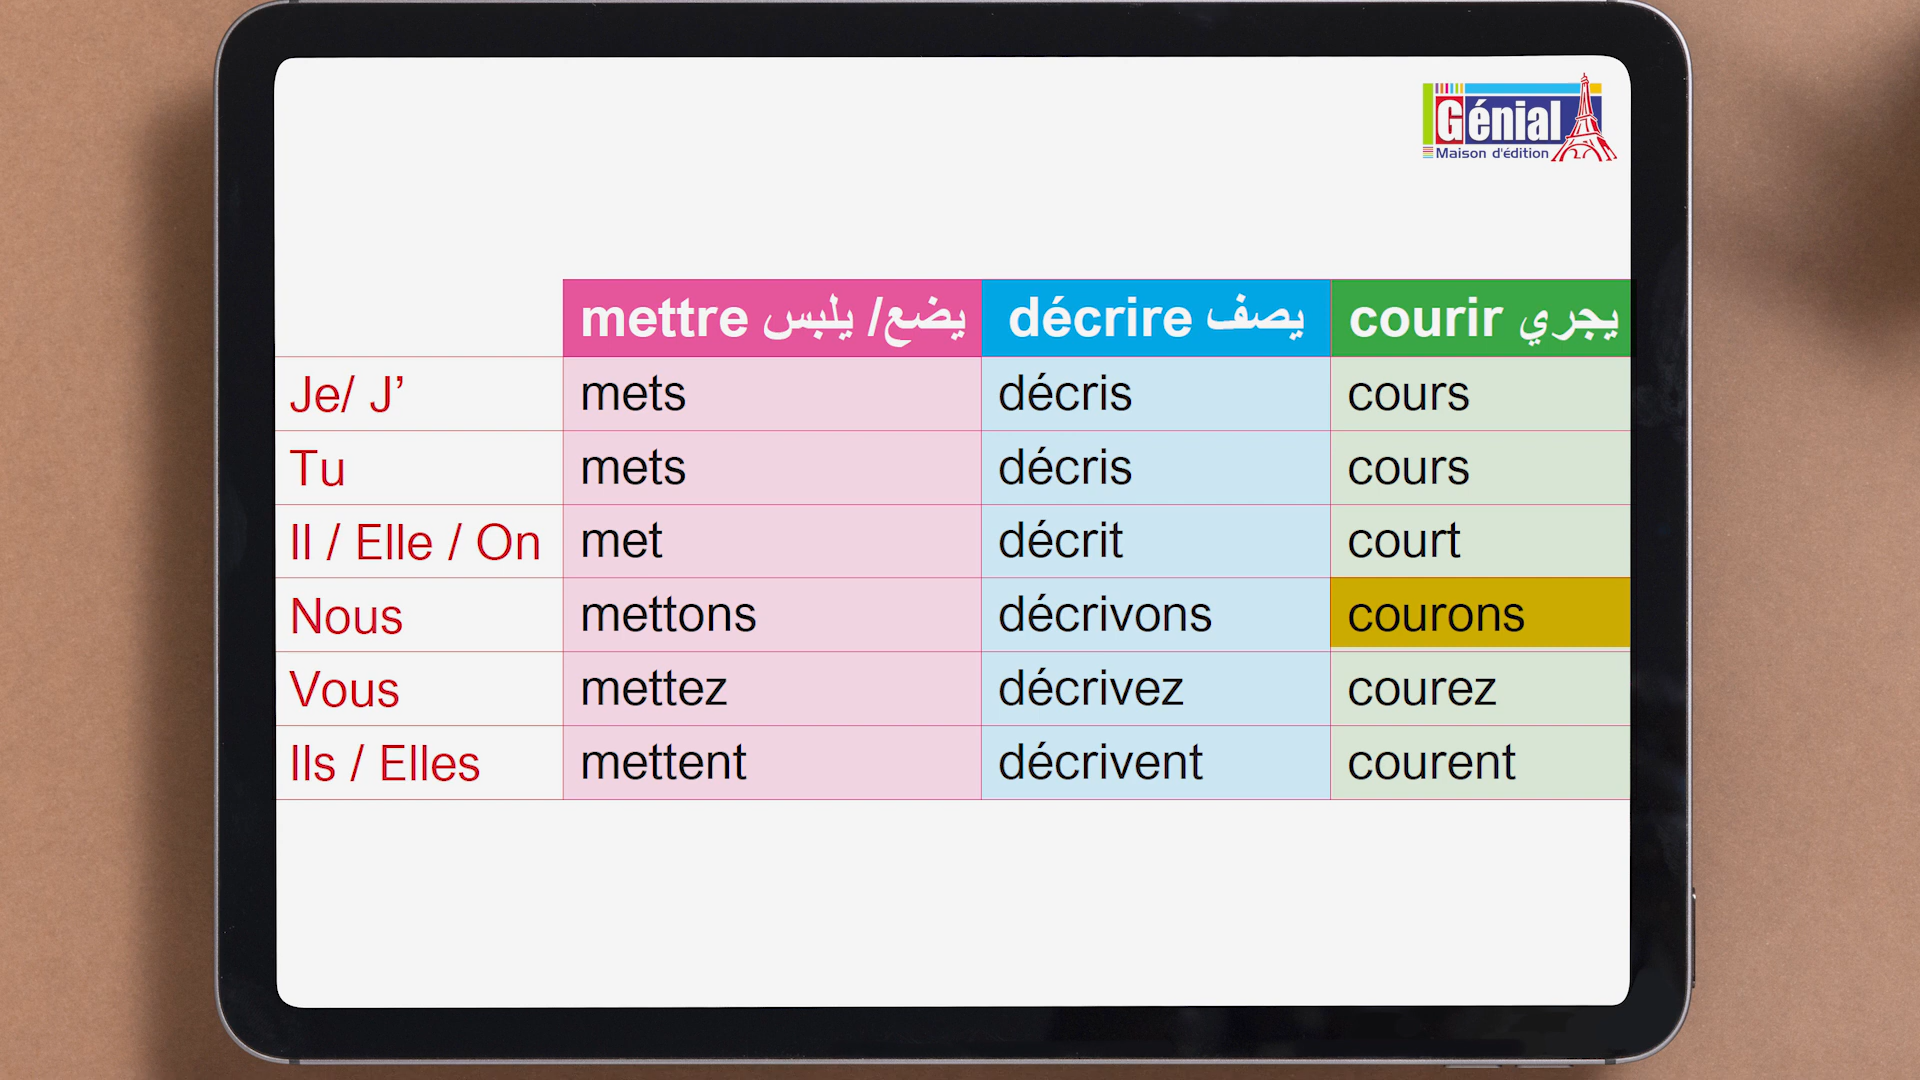 Génial
Maison d'édition
mettre يضع/ يلبس décrire يصف courir يجري
Je/ J’ mets décris cours
Tu mets décris cours
Il / Elle / On met décrit court
Nous mettons décrivons courons
Vous mettez décrivez courez
Ils / Elles mettent décrivent courent